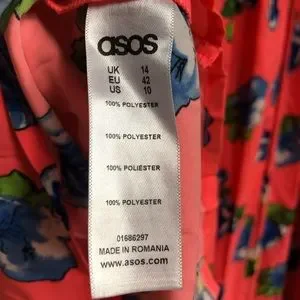 asos
UK 14
EU 42
US 10
100% POLYESTER
100% POLYESTER
100% POLIÉSTER
100% POLYESTER
01686297
MADE IN ROMANIA
www.asos.com